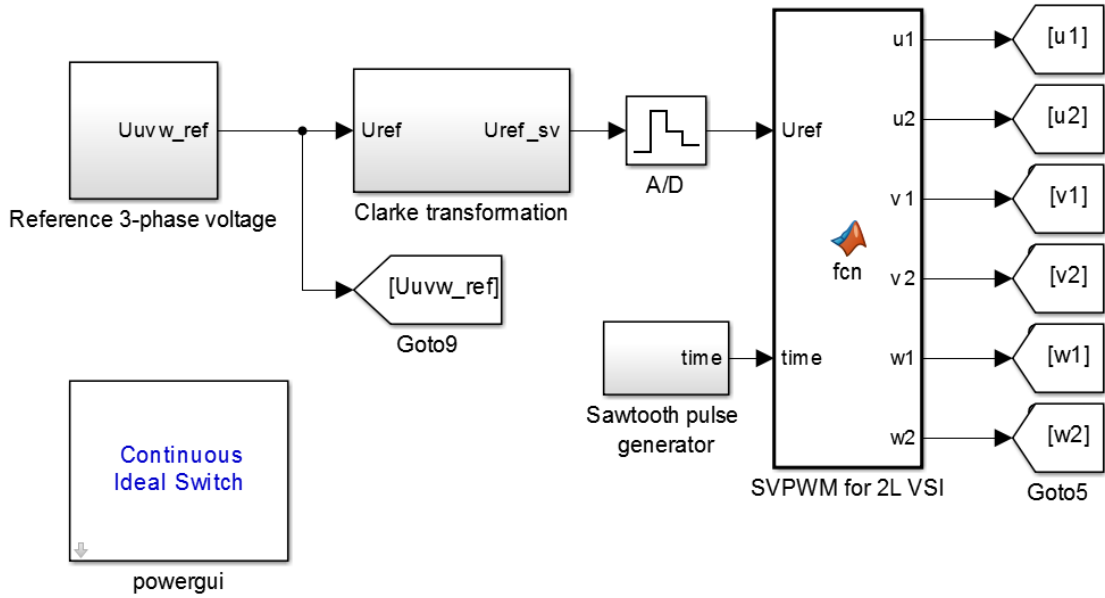 Uuvw_ref
Reference 3-phase voltage
Uref
Uref_sv
Clarke transformation
A/D
[Uuvw_ref]
Goto9
Continuous
Ideal Switch
powergui
time
Sawtooth pulse
generator
Uref
time
fcn
u1
u2
v1
v2
w1
w2
SVPWM for 2L VSI
[u1]
[u2]
[v1]
[v2]
[w1]
[w2]
Goto5